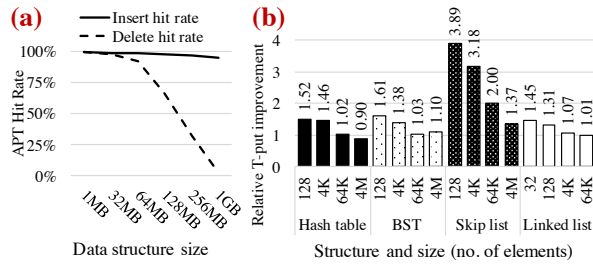 (a)
Insert hit rate
Delete hit rate
APT Hit Rate
100%
75%
50%
25%
0%
1MB
32MB
64MB
128MB
256MB
1GB
Data structure size
(b)
Relative T-put improvement
4
3
2
1
0
1.52
1.46
1.02
0.90
1.61
1.38
1.03
1.10
3.89
3.18
2.00
1.37
1.45
1.31
1.07
1.01
128
4K
64K
4M
128
4K
64K
4M
128
4K
64K
4M
32
128
4K
64K
Hash table
BST
Skip list
Linked list
Structure and size (no. of elements)